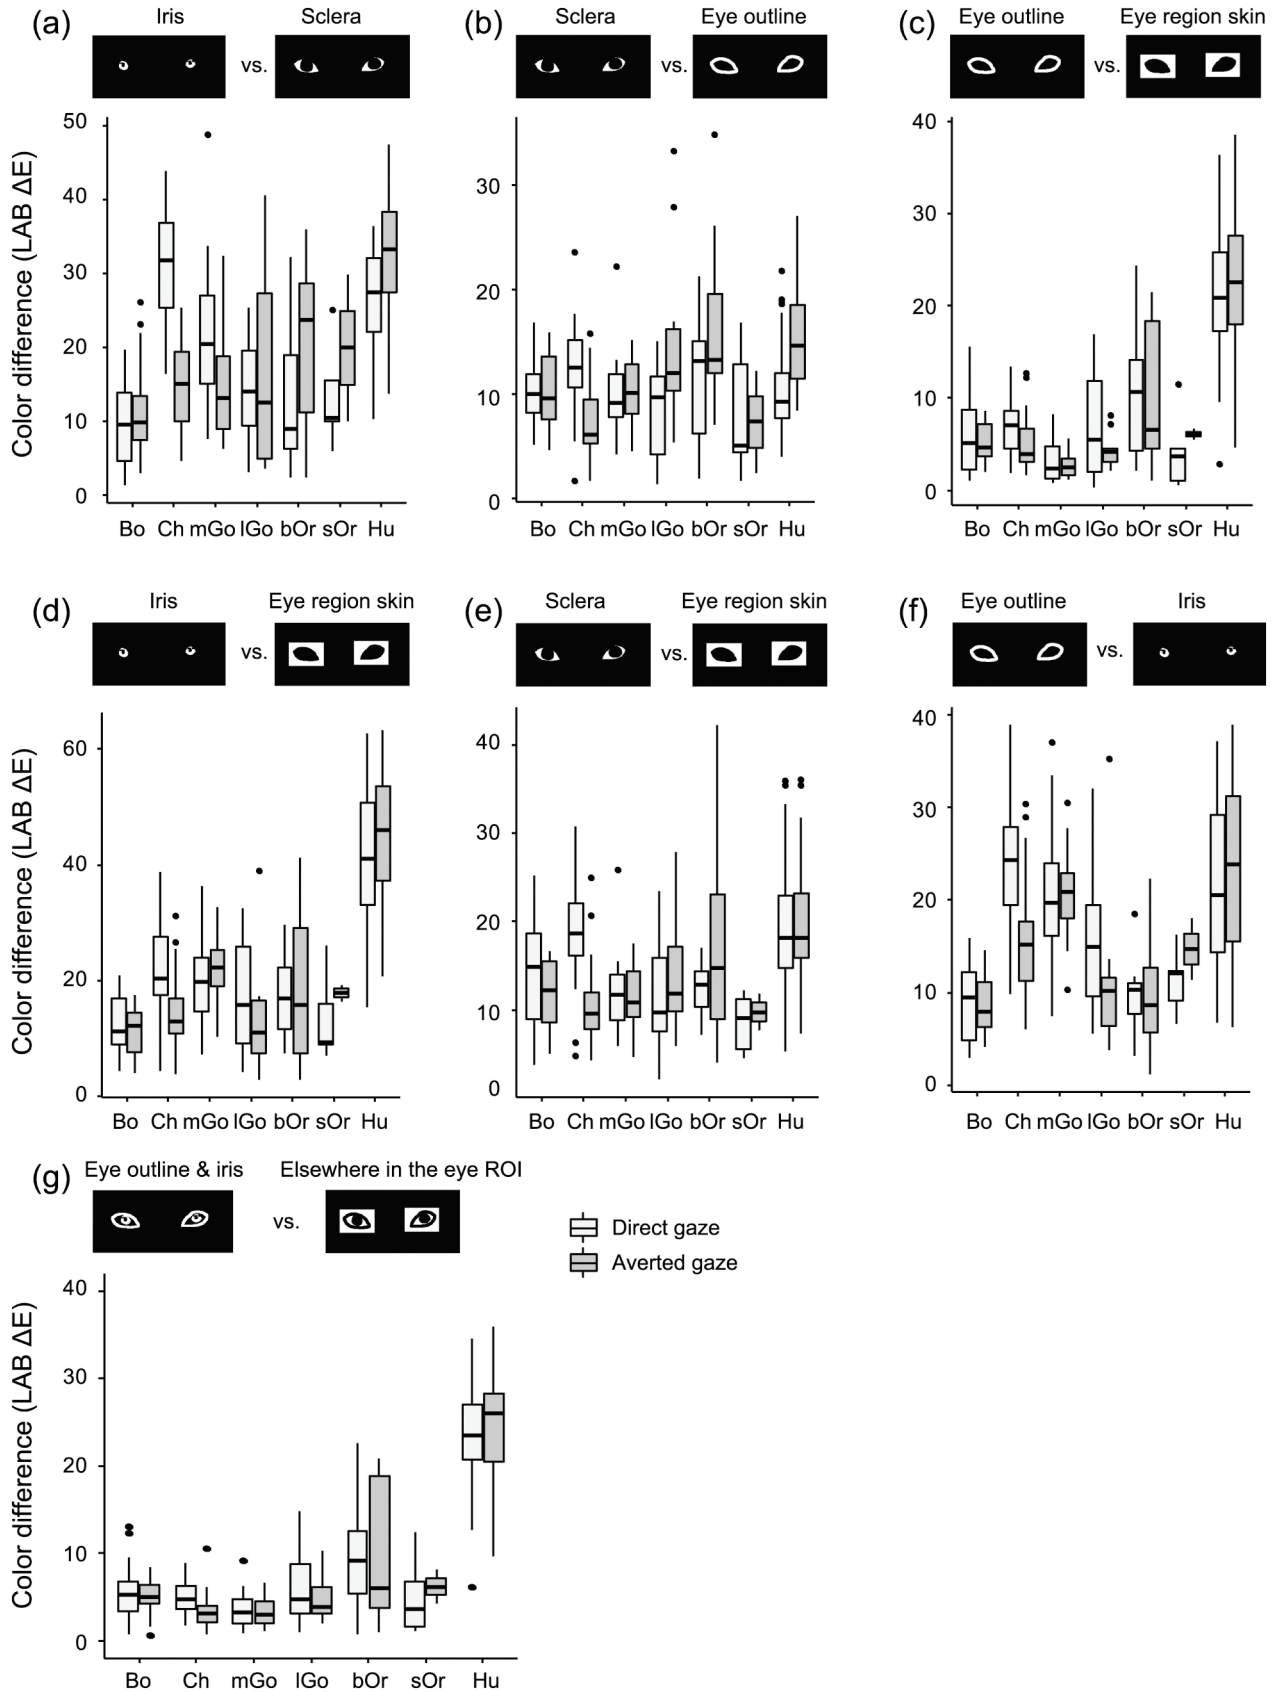 (a) Iris vs. Sclera
Color difference (LAB ΔE)
50
40
30
20
10
0
Bo Ch mGo lGo bOr sOr Hu
(b) Sclera vs. Eye outline
30
20
10
0
Bo Ch mGo lGo bOr sOr Hu
(c) Eye outline vs. Eye region skin
40
30
20
10
0
Bo Ch mGo lGo bOr sOr Hu
(d) Iris vs. Eye region skin
Color difference (LAB ΔE)
60
40
20
0
Bo Ch mGo lGo bOr sOr Hu
(e) Sclera vs. Eye region skin
40
30
20
10
0
Bo Ch mGo lGo bOr sOr Hu
(f) Eye outline vs. Iris
40
30
20
10
0
Bo Ch mGo lGo bOr sOr Hu
(g) Eye outline & iris vs. Elsewhere in the eye ROI
Direct gaze
Averted gaze
Color difference (LAB ΔE)
40
30
20
10
0
Bo Ch mGo lGo bOr sOr Hu